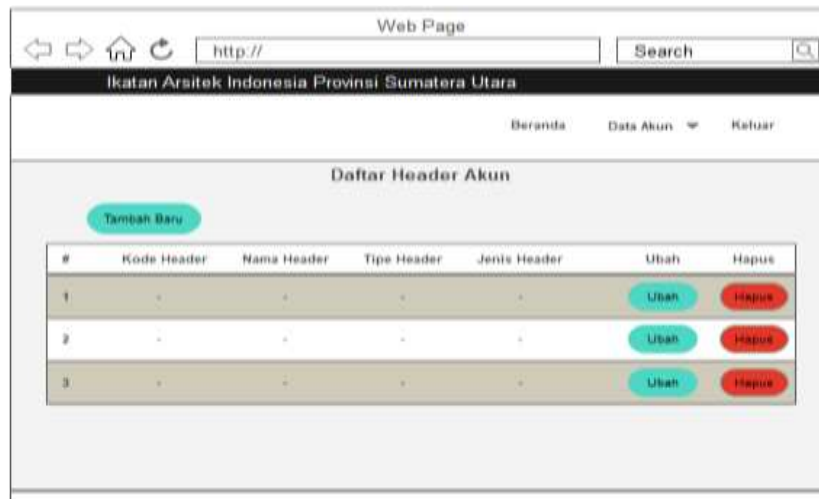 Web Page
http:// Search
Ikatan Arsitek Indonesia Provinsi Sumatera Utara
Beranda Data Akun Keluar
Daftar Header Akun
Tambah Baru
# Kode Header Nama Header Tipe Header Jenis Header Ubah Hapus
1 - - - - Ubah Hapus
2 - - - - Ubah Hapus
3 - - - - Ubah Hapus